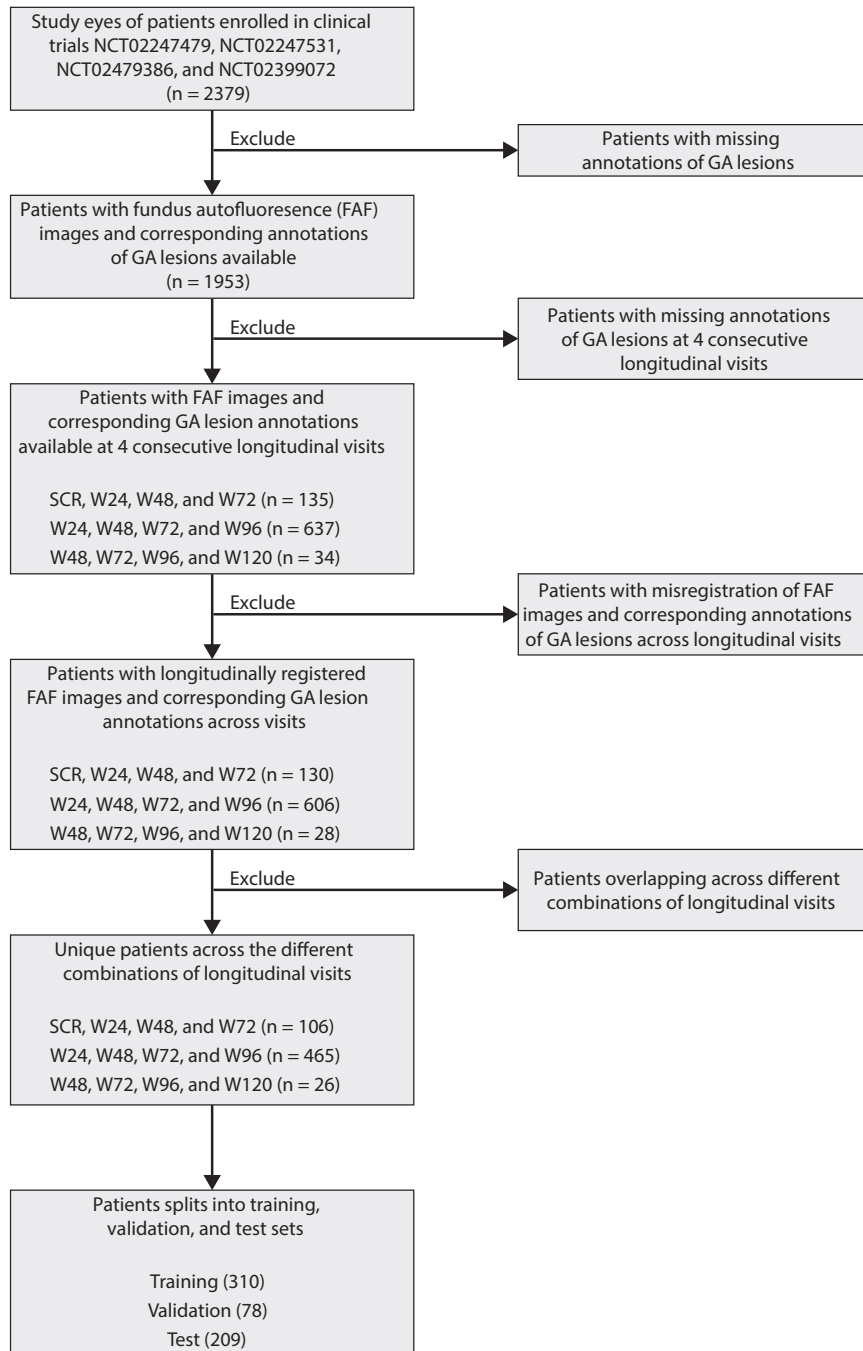 Study eyes of patients enrolled in clinical
trials NCT02247479, NCT02247531,
NCT02479386, and NCT02399072
(n = 2379)
Exclude
Patients with missing
annotations of GA lesions
Patients with fundus autofluoresence (FAF)
images and corresponding annotations
of GA lesions available
(n = 1953)
Exclude
Patients with missing annotations
of GA lesions at 4 consecutive
longitudinal visits
Patients with FAF images and
corresponding GA lesion annotations
available at 4 consecutive longitudinal visits
SCR, W24, W48, and W72 (n = 135)
W24, W48, W72, and W96 (n = 637)
W48, W72, W96, and W120 (n = 34)
Exclude
Patients with misregistration of FAF
images and corresponding annotations
of GA lesions across longitudinal visits
Patients with longitudinally registered
FAF images and corresponding GA lesion
annotations across visits
SCR, W24, W48, and W72 (n = 130)
W24, W48, W72, and W96 (n = 606)
W48, W72, W96, and W120 (n = 28)
Exclude
Patients overlapping across different
combinations of longitudinal visits
Unique patients across the different
combinations of longitudinal visits
SCR, W24, W48, and W72 (n = 106)
W24, W48, W72, and W96 (n = 465)
W48, W72, W96, and W120 (n = 26)
Patients splits into training,
validation, and test sets
Training (310)
Validation (78)
Test (209)